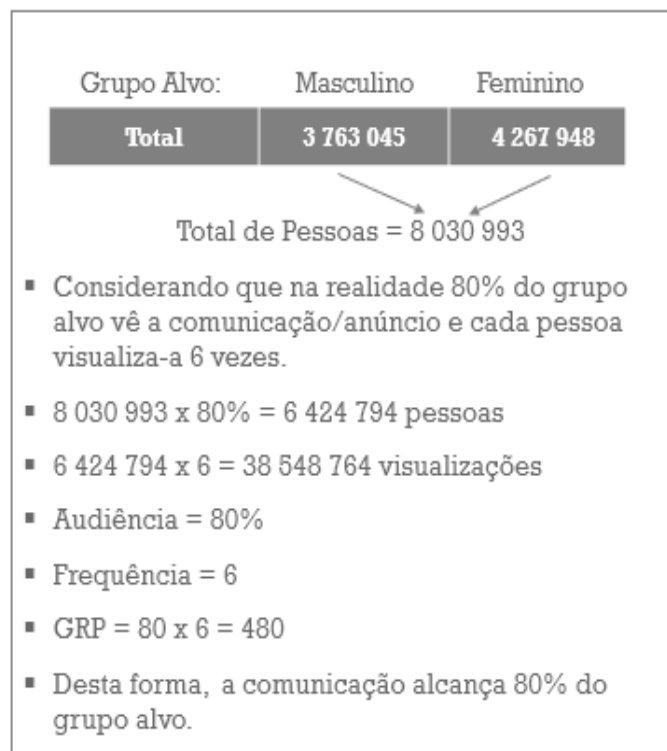 Grupo Alvo: Masculino Feminino
Total 3 763 045 4 267 948
Total de Pessoas = 8 030 993
▪ Considerando que na realidade 80% do grupo
alvo vê a comunicação/anúncio e cada pessoa
visualiza-a 6 vezes.
▪ 8 030 993 x 80% = 6 424 794 pessoas
▪ 6 424 794 x 6 = 38 548 764 visualizações
▪ Audiência = 80%
▪ Frequência = 6
▪ GRP = 80 x 6 = 480
▪ Desta forma, a comunicação alcança 80% do
grupo alvo.